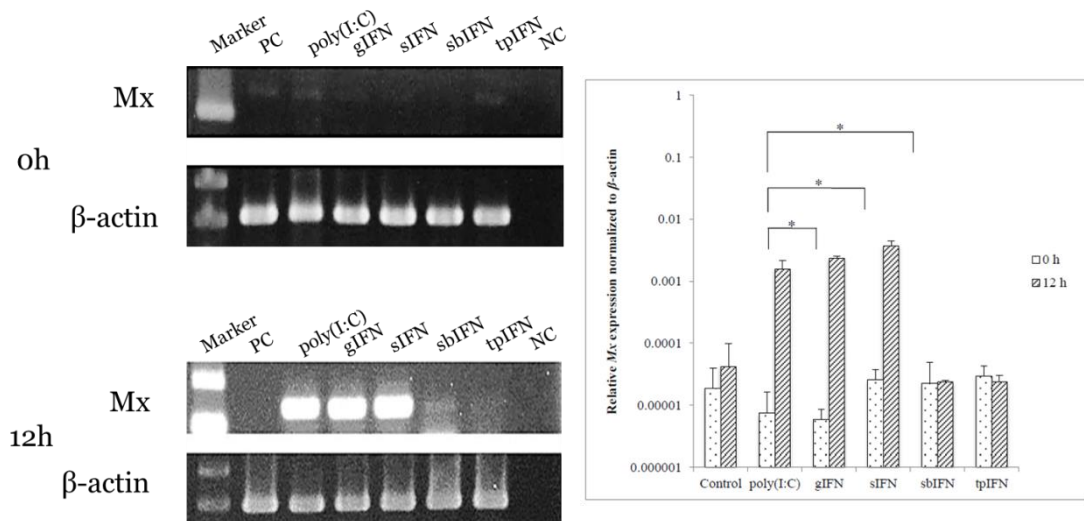 Marker PC poly(I:C) gIFN sIFN sbIFN tpIFN NC
Mx
0h
β-actin
Marker PC poly(I:C) gIFN sIFN sbIFN tpIFN NC
Mx
12h
β-actin
Relative Mx expression normalized to β-actin
1
0.1
0.01
0.001
0.0001
0.00001
0.000001
*
*
*
0 h
12 h
Control poly(I:C) gIFN sIFN sbIFN tpIFN